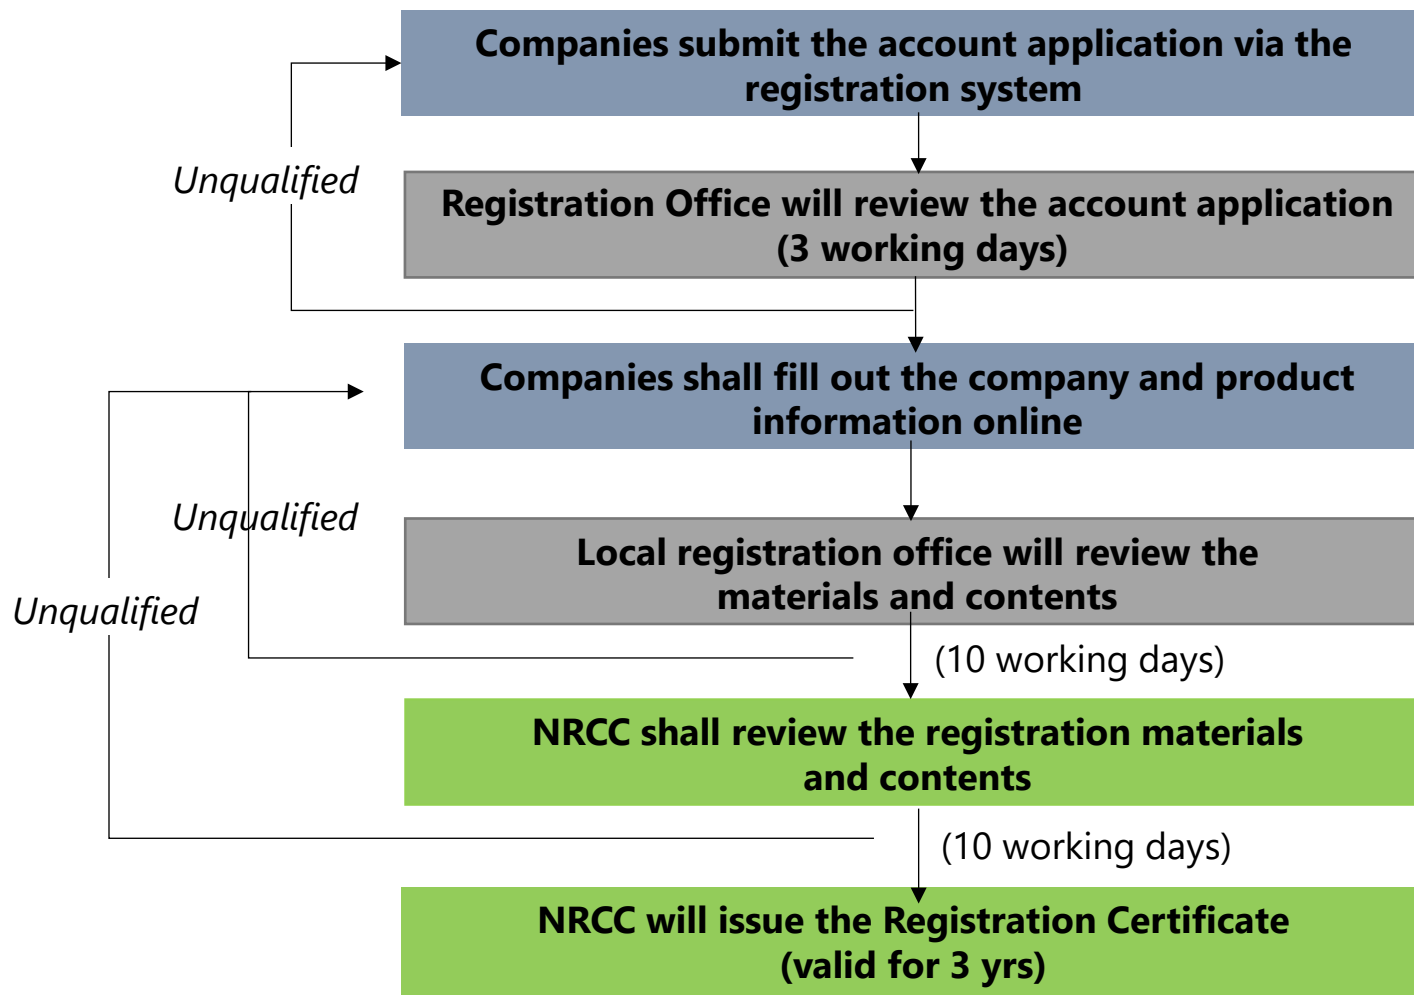 Companies submit the account application via the
registration system
Unqualified
Registration Office will review the account application
(3 working days)
Companies shall fill out the company and product
information online
Unqualified
Local registration office will review the
materials and contents
Unqualified
(10 working days)
NRCC shall review the registration materials
and contents
(10 working days)
NRCC will issue the Registration Certificate
(valid for 3 yrs)